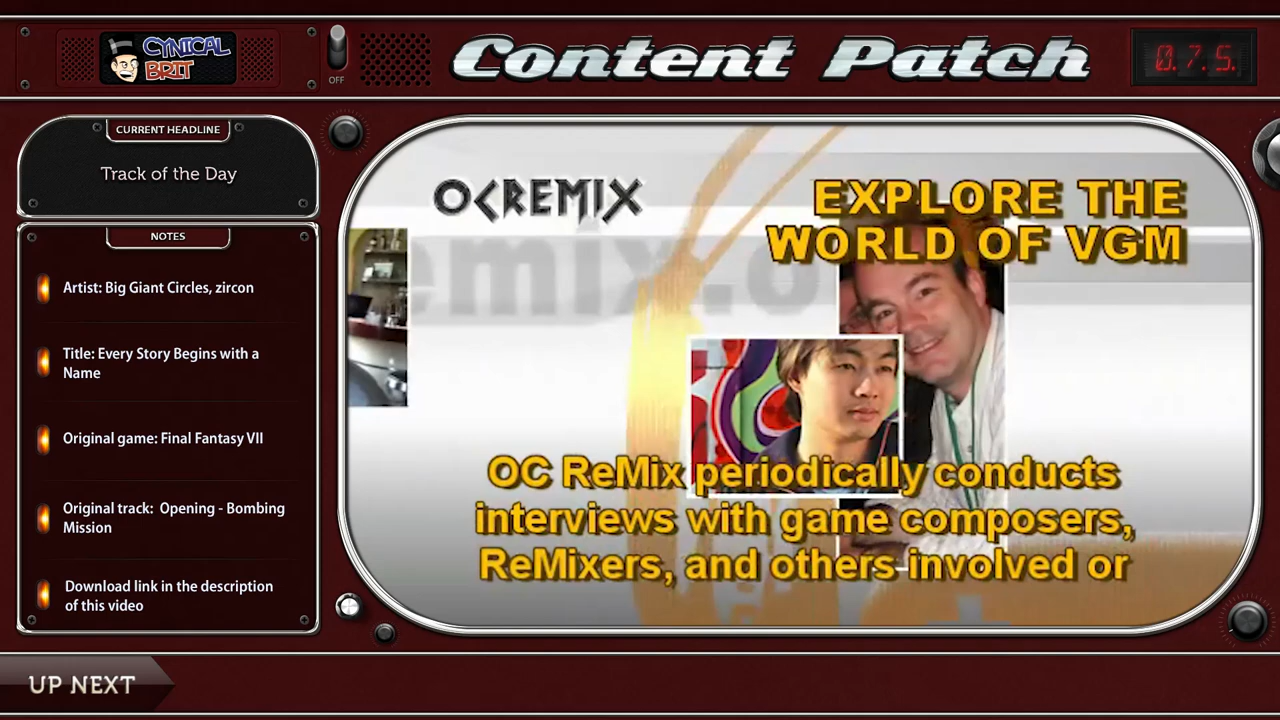 CYNICAL
BRIT
OFF
Content Patch
0.7.5.
CURRENT HEADLINE
Track of the Day
NOTES
Artist: Big Giant Circles, zircon
Title: Every Story Begins with a
Name
Original game: Final Fantasy VII
Original track:  Opening - Bombing
Mission
Download link in the description
of this video
OCREMIX
EXPLORE THE
WORLD OF VGM
emix.o
OC ReMix periodically conducts
interviews with game composers,
ReMixers, and others involved or
UP NEXT